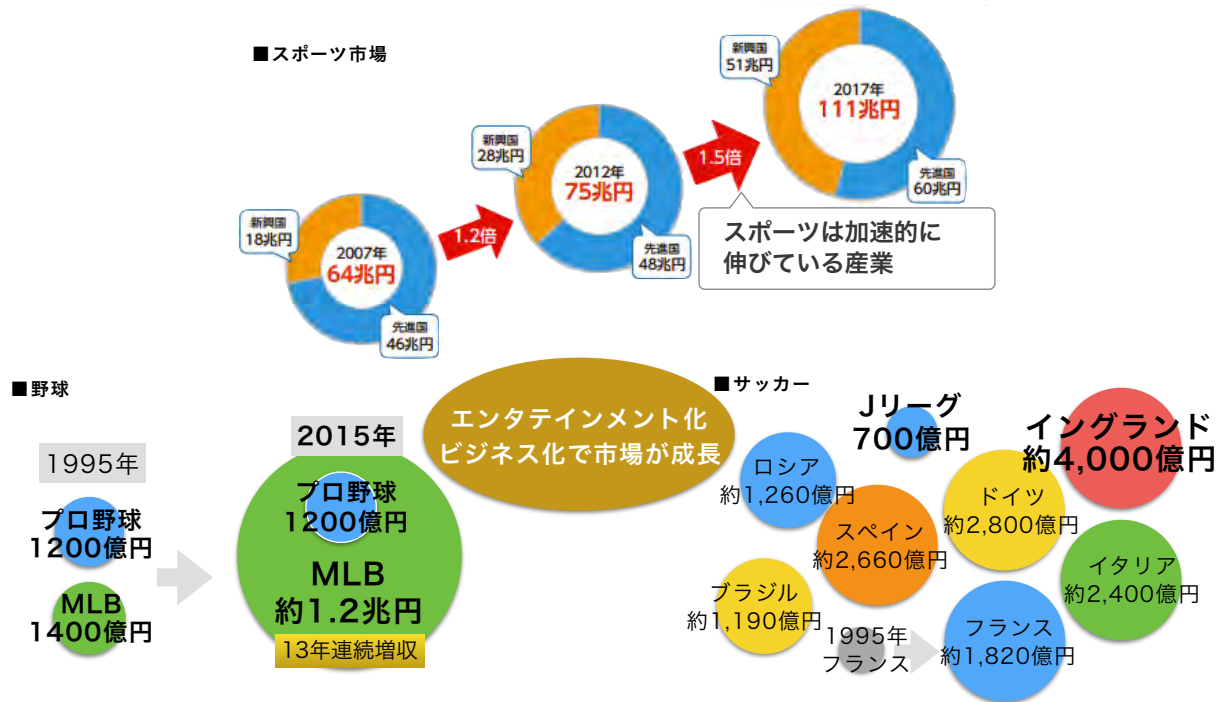 ■スポーツ市場
新興国
18兆円
2007年
64兆円
先進国
46兆円
1.2倍
新興国
28兆円
2012年
75兆円
先進国
48兆円
1.5倍
新興国
51兆円
2017年
111兆円
先進国
60兆円
スポーツは加速的に
伸びている産業
エンタテインメント化
ビジネス化で市場が成長
■野球
1995年
プロ野球
1200億円
MLB
1400億円
2015年
プロ野球
1200億円
MLB
約1.2兆円
13年連続増収
■サッカー
Jリーグ
700億円
イングランド
約4,000億円
ロシア
約1,260億円
スペイン
約2,660億円
ドイツ
約2,800億円
イタリア
約2,400億円
ブラジル
約1,190億円
1995年
フランス
フランス
約1,820億円